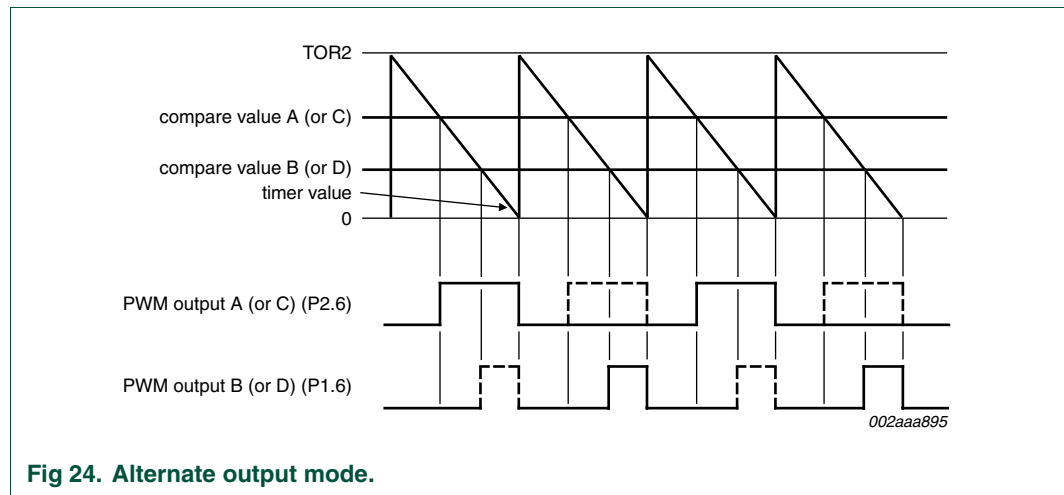 TOR2
compare value A (or C)
compare value B (or D)
timer value
0
PWM output A (or C) (P2.6)
PWM output B (or D) (P1.6)
002aaa895
Fig 24. Alternate output mode.